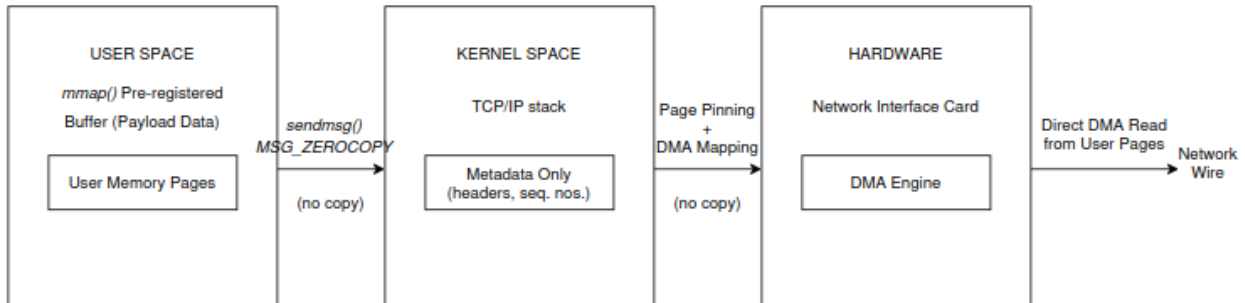 USER SPACE
mmap() Pre-registered
Buffer (Payload Data)
User Memory Pages
sendmsg()
MSG_ZEROCOPY
(no copy)
KERNEL SPACE
TCP/IP stack
Metadata Only
(headers, seq. nos.)
Page Pinning
+
DMA Mapping
(no copy)
HARDWARE
Network Interface Card
DMA Engine
Direct DMA Read
from User Pages
Network
Wire